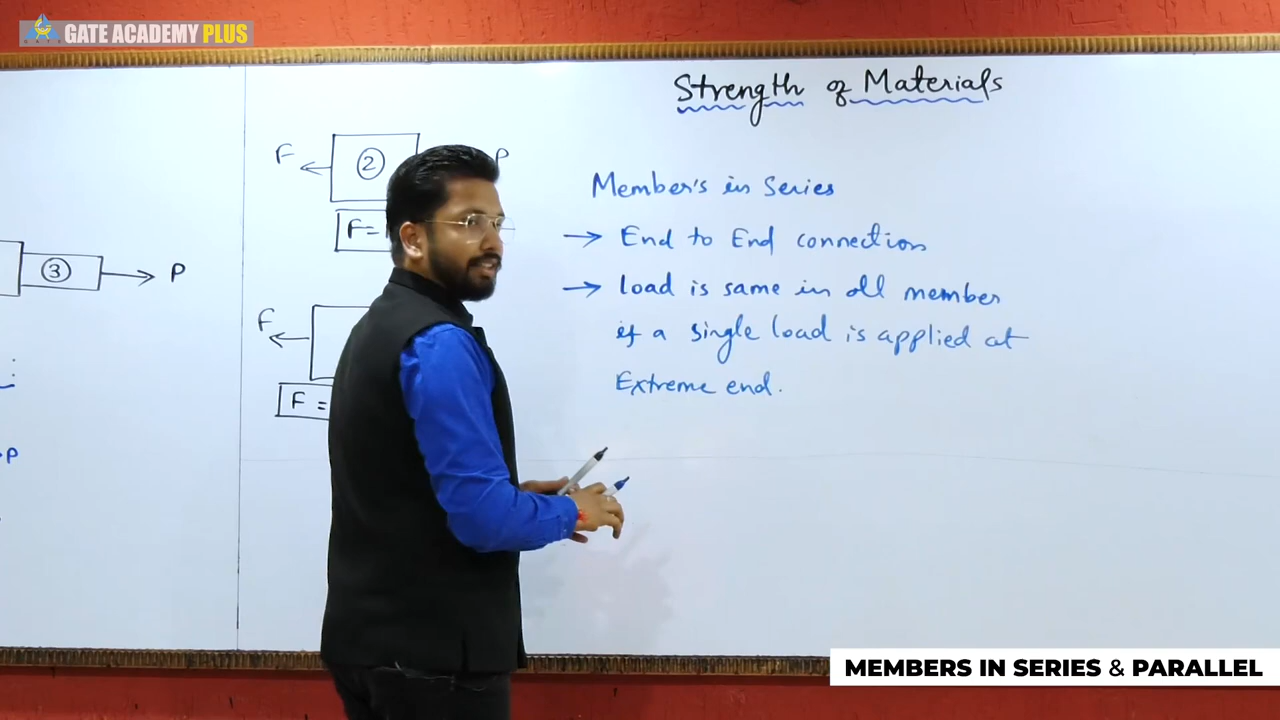 GATE ACADEMY PLUS
Strength of Materials
F
2
P
F=
3
P
F
F =
P
Member's in Series
→ End to End connection
→ Load is same in all member
if a single load is applied at
Extreme end.
MEMBERS IN SERIES & PARALLEL